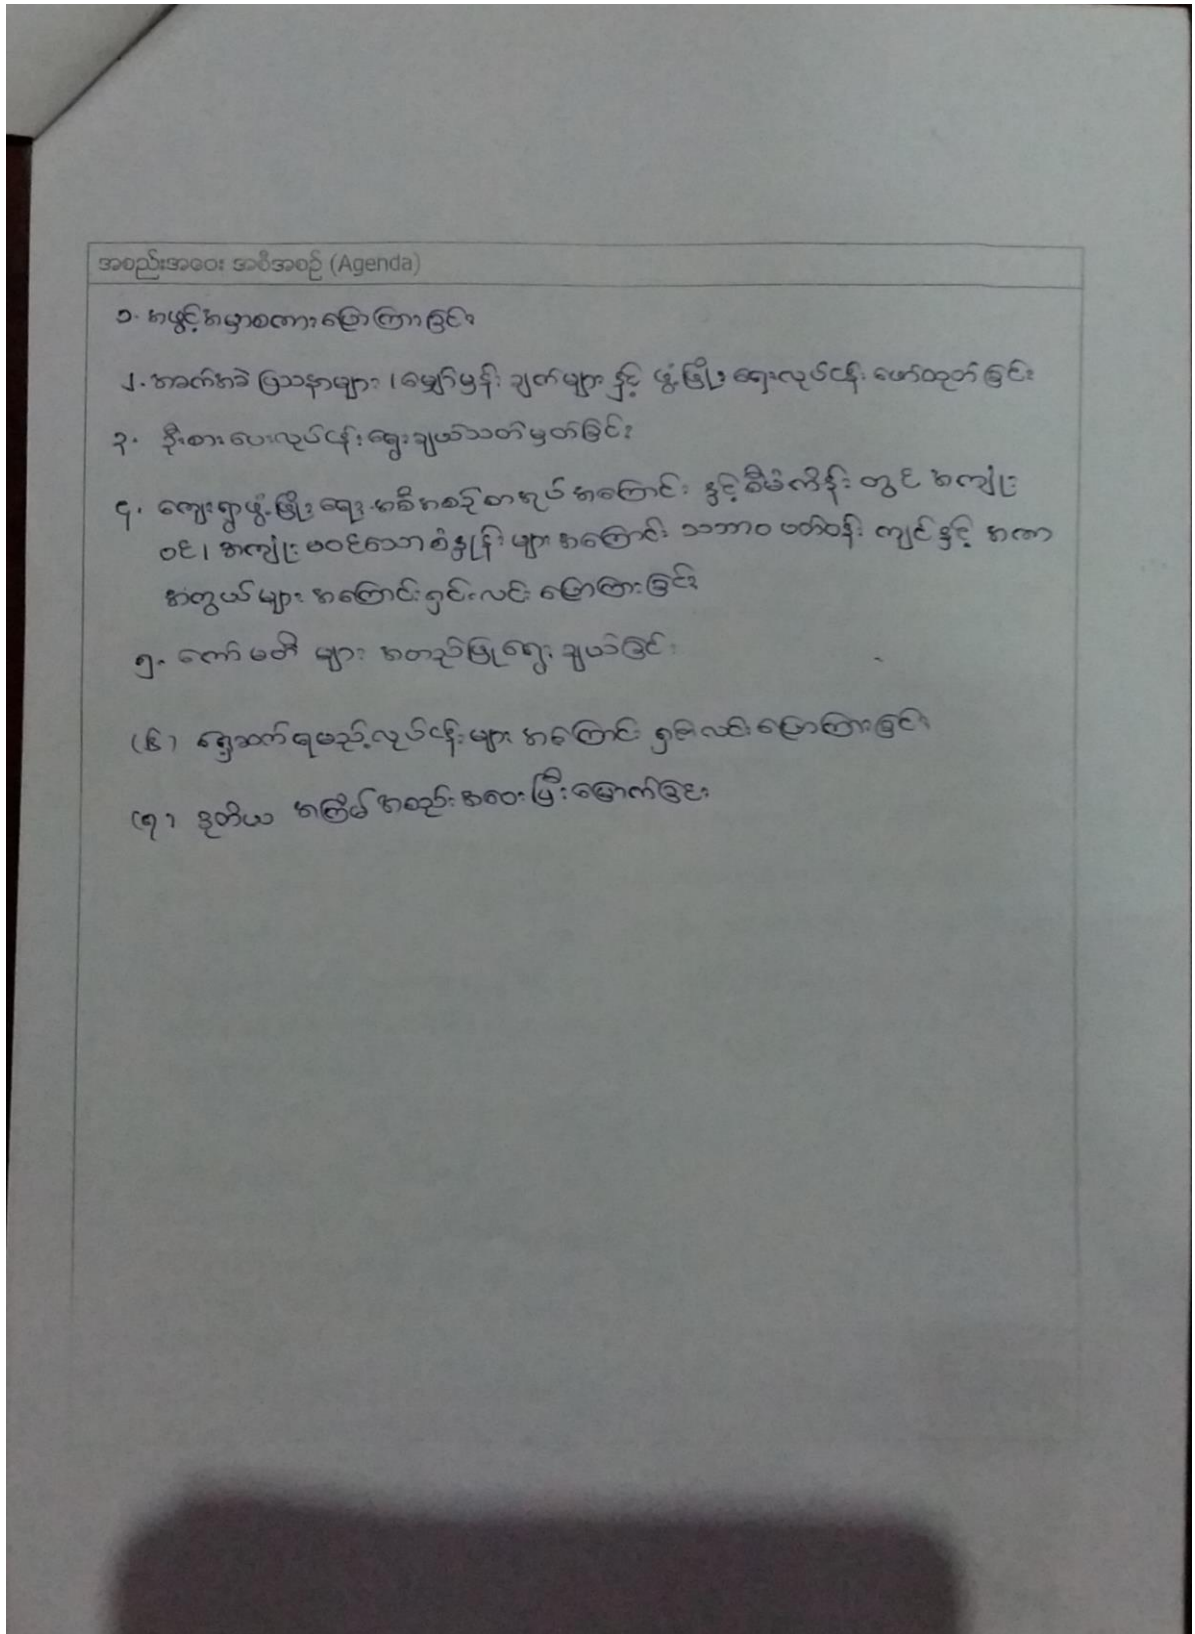 အစည်းအဝေး အစီအစဉ် (Agenda)
၁. အဖွင့်အမှာစကားပြောကြားခြင်း
၂. အခက်အခဲ ပြသနာများ ၊ မျှော်မှန်းချက်များ နှင့် ဖွံ့ဖြိုးရေးလုပ်ငန်း ဖော်ထုတ်ခြင်း
၃. ဦးစားပေးလုပ်ငန်း ရွေးချယ်သတ်မှတ်ခြင်း
၄. ကျေးရွာဖွံ့ဖြိုးရေး အစီအစဉ်စာအုပ် အကြောင်း နှင့် စီမံကိန်းတွင် အကျုံး
ဝင် ၊ အကျုံးမဝင်သော စံနှုန်းများ အကြောင်း သဘာဝ ပတ်ဝန်းကျင်နှင့် အကာ
အကွယ်များ အကြောင်းရှင်းလင်း ပြောကြားခြင်း
၅. ကော်မတီ များ အတည်ပြုရွေးချယ်ခြင်း
(၆) ရှေ့ဆက်ရမည့်လုပ်ငန်းများ အကြောင်း ရှင်းလင်းပြောကြားခြင်း
(၇) ဒုတိယ အကြိမ် အစည်းအဝေး ပြီးမြောက်ခြင်း